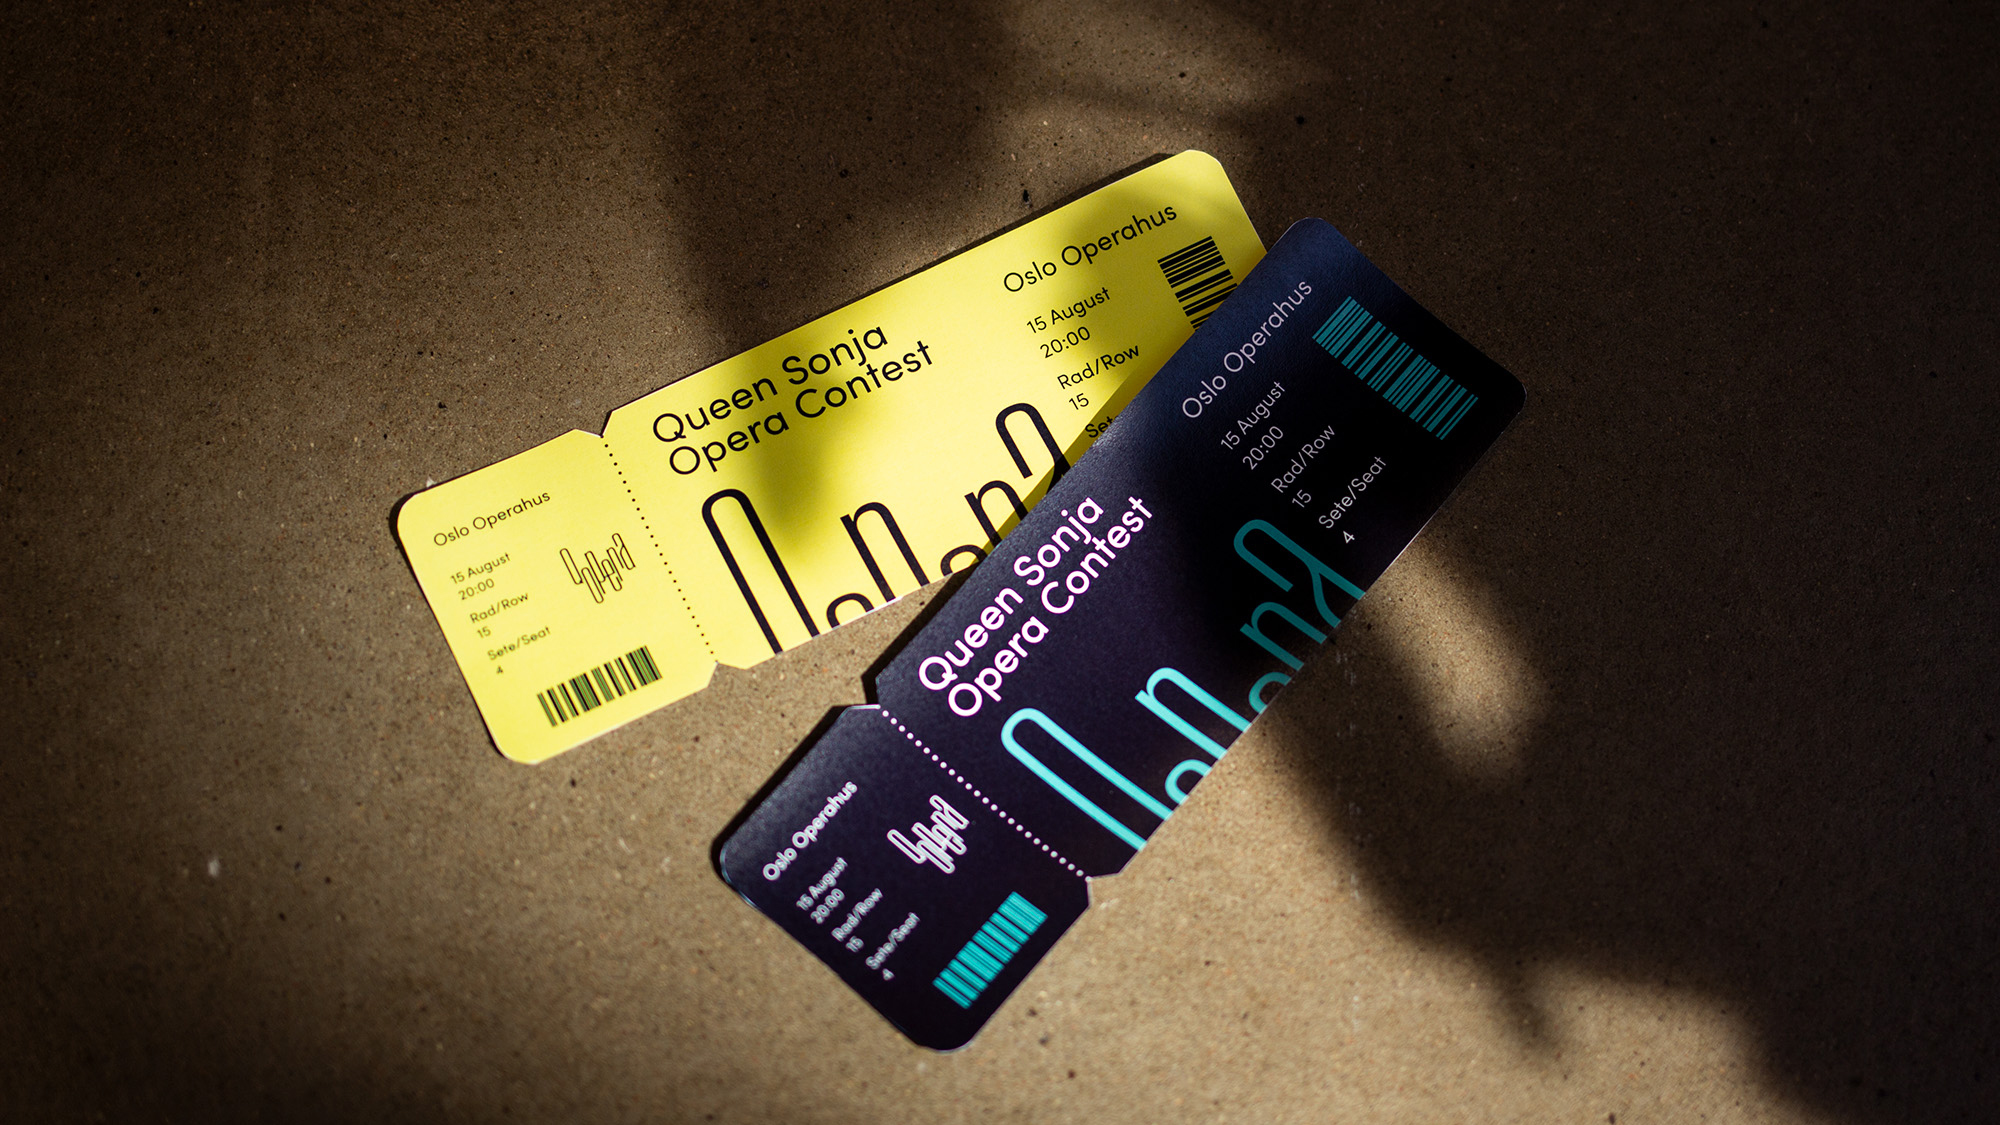 Oslo Operahus
15 August
20:00
Rad/Row
15
Sete/Seat
4
Queen Sonja
Opera Contest
Oslo Operahus
15 August
20:00
Rad/Row
15
Sete
Oslo Operahus
15 August
20:00
Rad/Row
15
Sete/Seat
4
Queen Sonja
Opera Contest
Oslo Operahus
15 August
20:00
Rad/Row
15
Sete/Seat
4